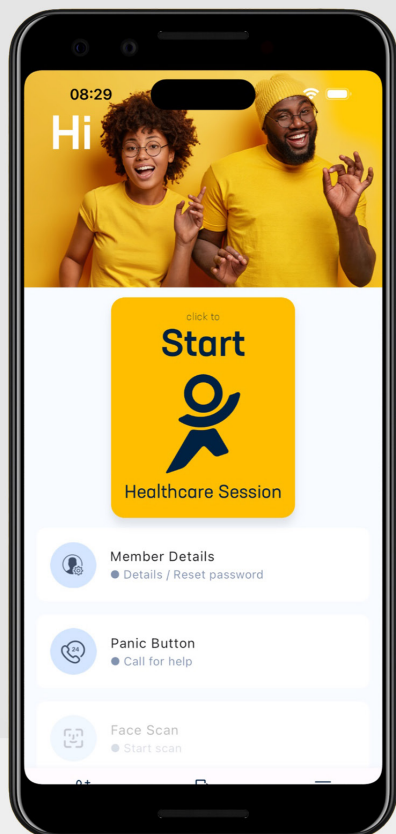 08:29
Hi
click to
Start
Healthcare Session
Member Details
Details / Reset password
24
Panic Button
Call for help
Face Scan
Start scan